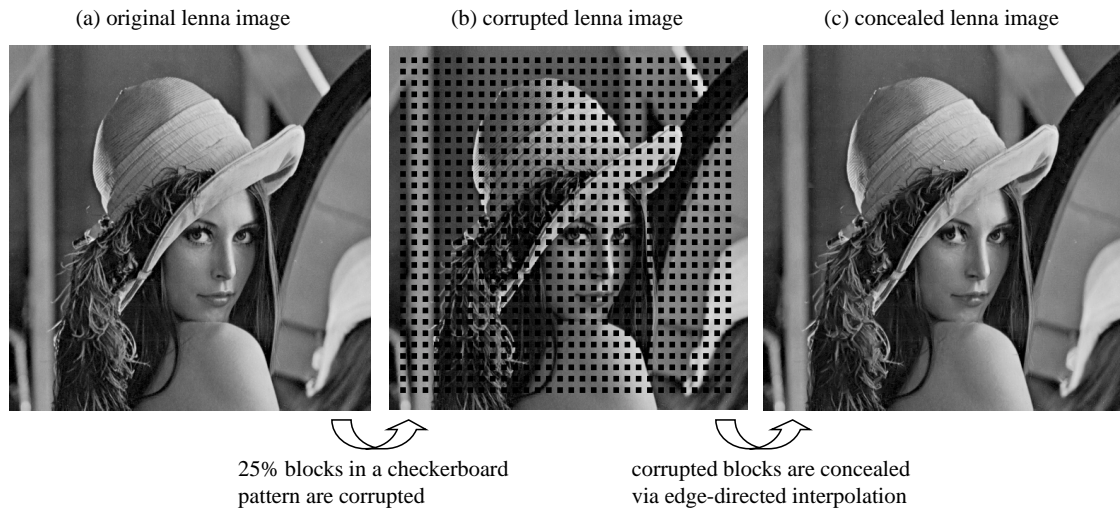 (a) original lenna image
(b) corrupted lenna image
(c) concealed lenna image
25% blocks in a checkerboard
pattern are corrupted
corrupted blocks are concealed
via edge-directed interpolation